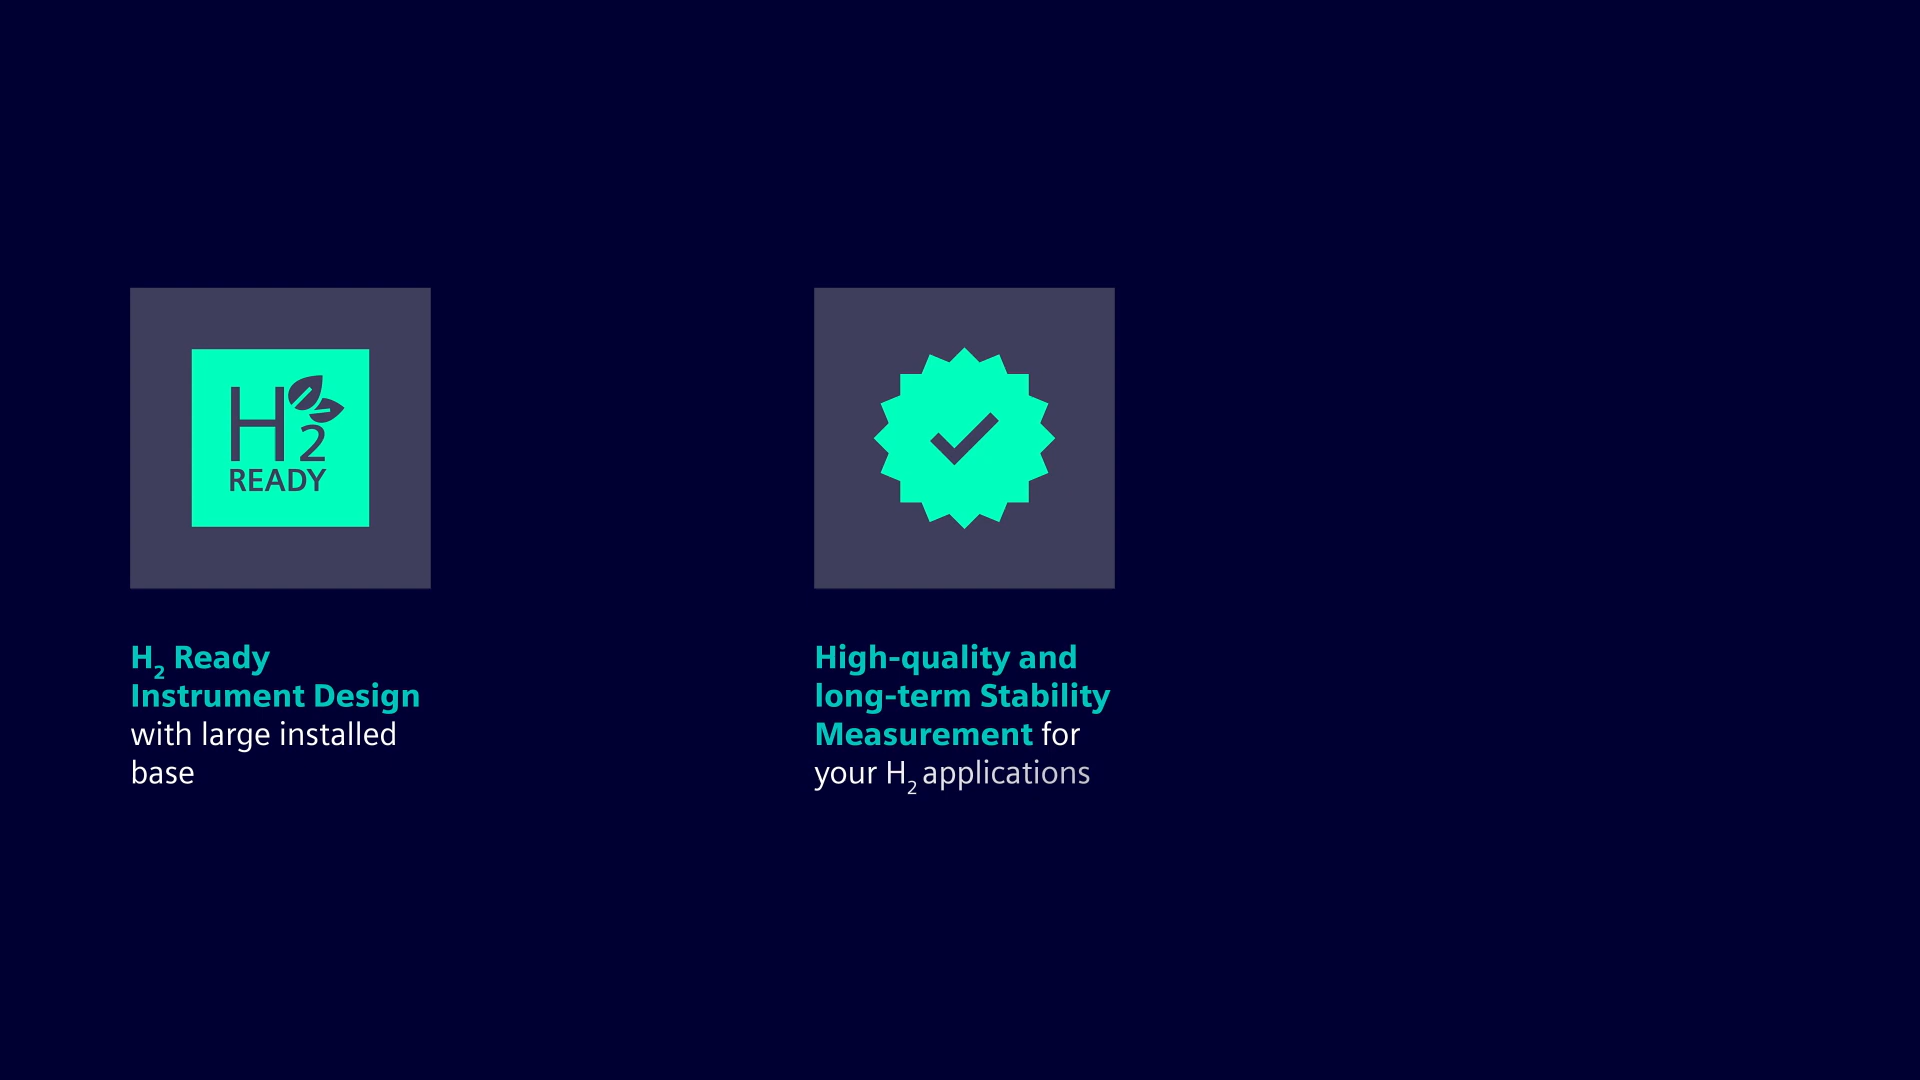 H₂
READY
H₂ Ready
Instrument Design
with large installed
base
High-quality and
long-term Stability
Measurement for
your H₂ applications